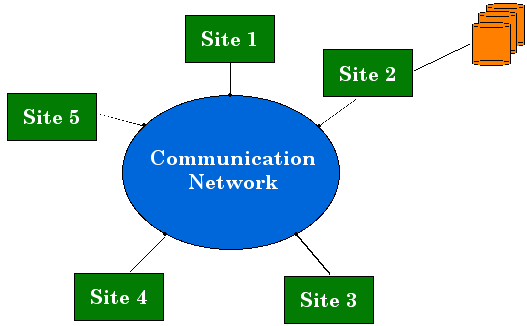 Site 1
Site 2
Site 5
Communication
Network
Site 4
Site 3